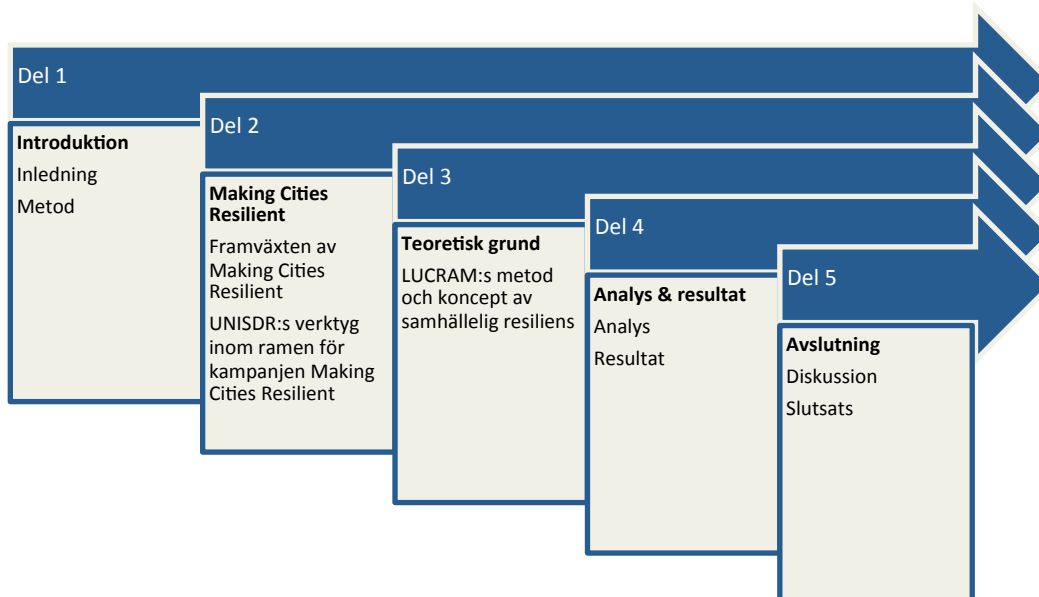 Del 1
Introduktion
Inledning
Metod
Del 2
Making Cities
Resilient
Framväxten av
Making Cities
Resilient
UNISDR:s verktyg
inom ramen för
kampanjen Making
Cities Resilient
Del 3
Teoretisk grund
LUCRAM:s metod
och koncept av
samhällelig resiliens
Del 4
Analys & resultat
Analys
Resultat
Del 5
Avslutning
Diskussion
Slutsats